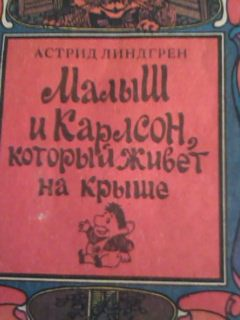 АСТРИД ЛИНДГРЕН
МалыШ
и Карлсон,
который живет
на крыше